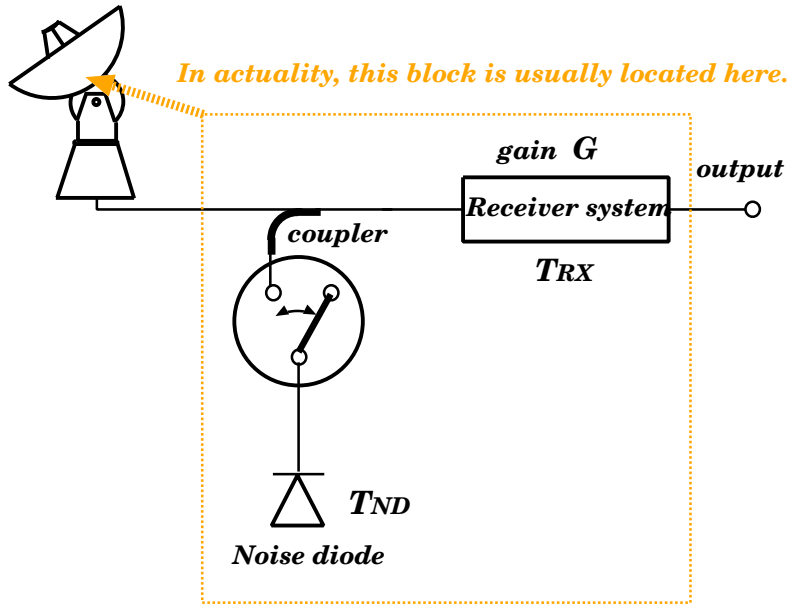 In actuality, this block is usually located here.
gain G
output
Receiver system
coupler
TRX
TND
Noise diode